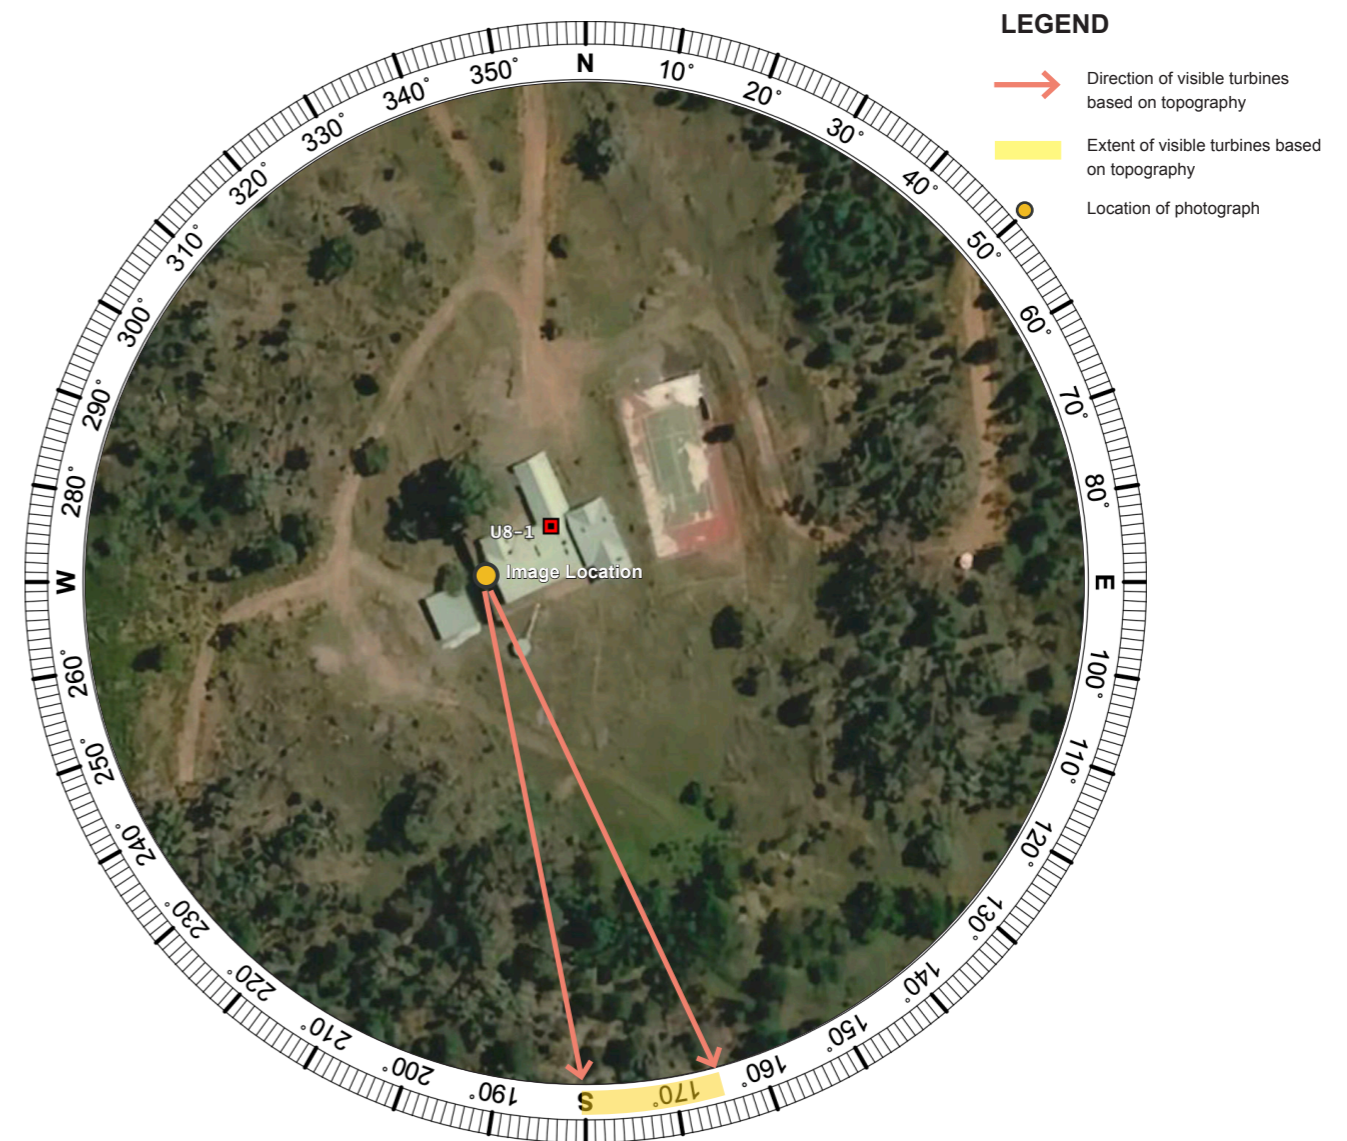 LEGEND
Direction of visible turbines
based on topography
Extent of visible turbines based
on topography
Location of photograph
N
10°
20°
30°
40°
50°
60°
70°
80°
E
100°
110°
120°
130°
140°
150°
160°
170°
S
190°
200°
210°
220°
230°
240°
250°
260°
W
280°
290°
300°
310°
320°
330°
340°
350°
U8-1
Image Location